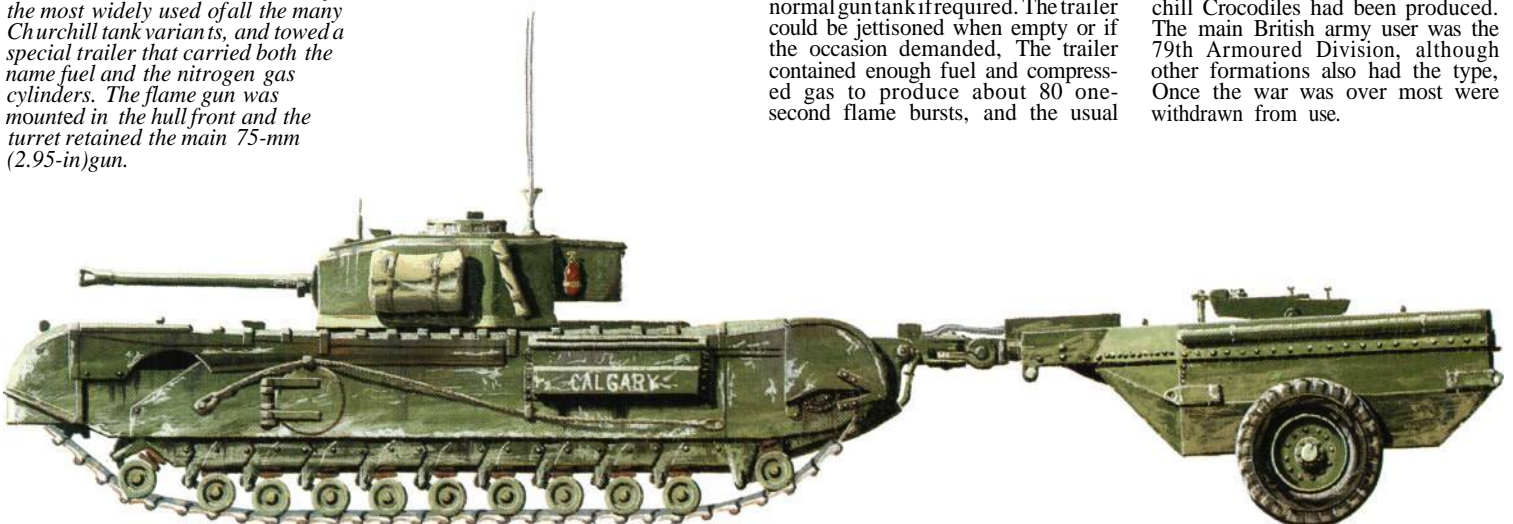 the most widely used of all the many
Churchill tank variants, and towed a
special trailer that carried both the
name fuel and the nitrogen gas
cylinders. The flame gun was
mounted in the hull front and the
turret retained the main 75-mm
(2.95-in) gun.
normal gun tank if required. The trailer
could be jettisoned when empty or if
the occasion demanded, The trailer
contained enough fuel and compress-
ed gas to produce about 80 one-
second flame bursts, and the usual
chill Crocodiles had been produced.
The main British army user was the
79th Armoured Division, although
other formations also had the type,
Once the war was over most were
withdrawn from use.
CALGARY